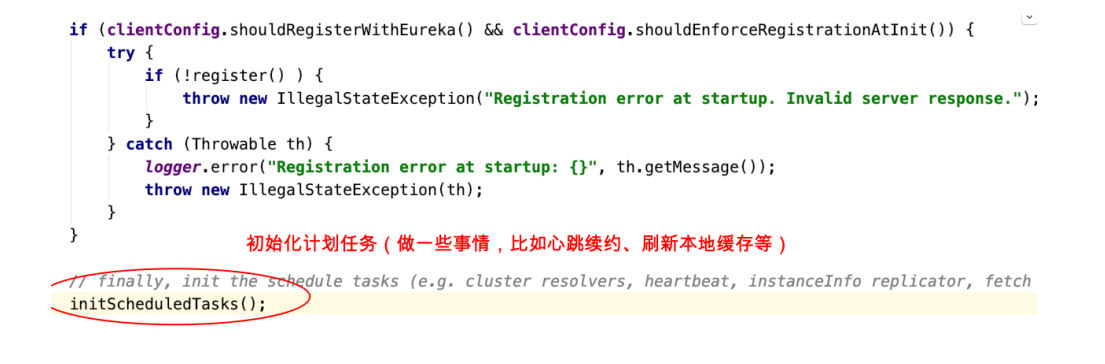 if (clientConfig.shouldRegisterWithEureka() && clientConfig.shouldEnforceRegistrationAtInit()) {
try {
if (!register() ) {
throw new IllegalStateException("Registration error at startup. Invalid server response.");
}
} catch (Throwable th) {
logger.error("Registration error at startup: {}", th.getMessage());
throw new IllegalStateException(th);
}
}
初始化计划任务（做一些事情，比如心跳续约、刷新本地缓存等）
// finally, init the schedule tasks (e.g. cluster resolvers, heartbeat, instanceInfo replicator, fetch
initScheduledTasks();